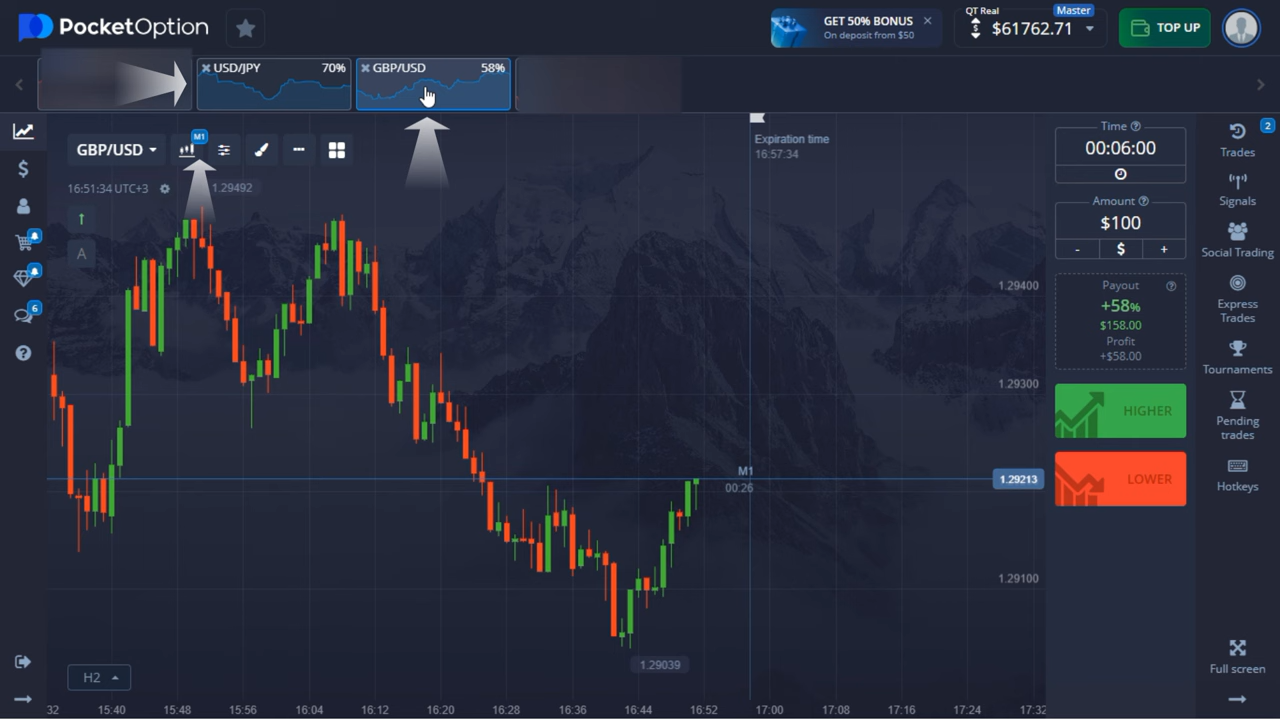 PocketOption
GET 50% BONUS
On deposit from $50
QT Real
Master
$61762.71
TOP UP
USD/JPY
70%
GBP/USD
58%
GBP/USD
M1
16:51:34 UTC+3
1.29492
A
Expiration time
16:57:34
1.29400
1.29300
M1
00:26
1.29213
1.29100
1.29039
H2
32
15:40
15:48
15:56
16:04
16:12
16:20
16:28
16:36
16:44
16:52
17:00
17:08
17:16
17:24
17:32
6
Time
00:06:00
Amount
$100
- $ +
Payout
+58%
$158.00
Profit
+$58.00
HIGHER
LOWER
2
Trades
Signals
Social Trading
Express
Trades
Tournaments
Pending
trades
Hotkeys
Full screen